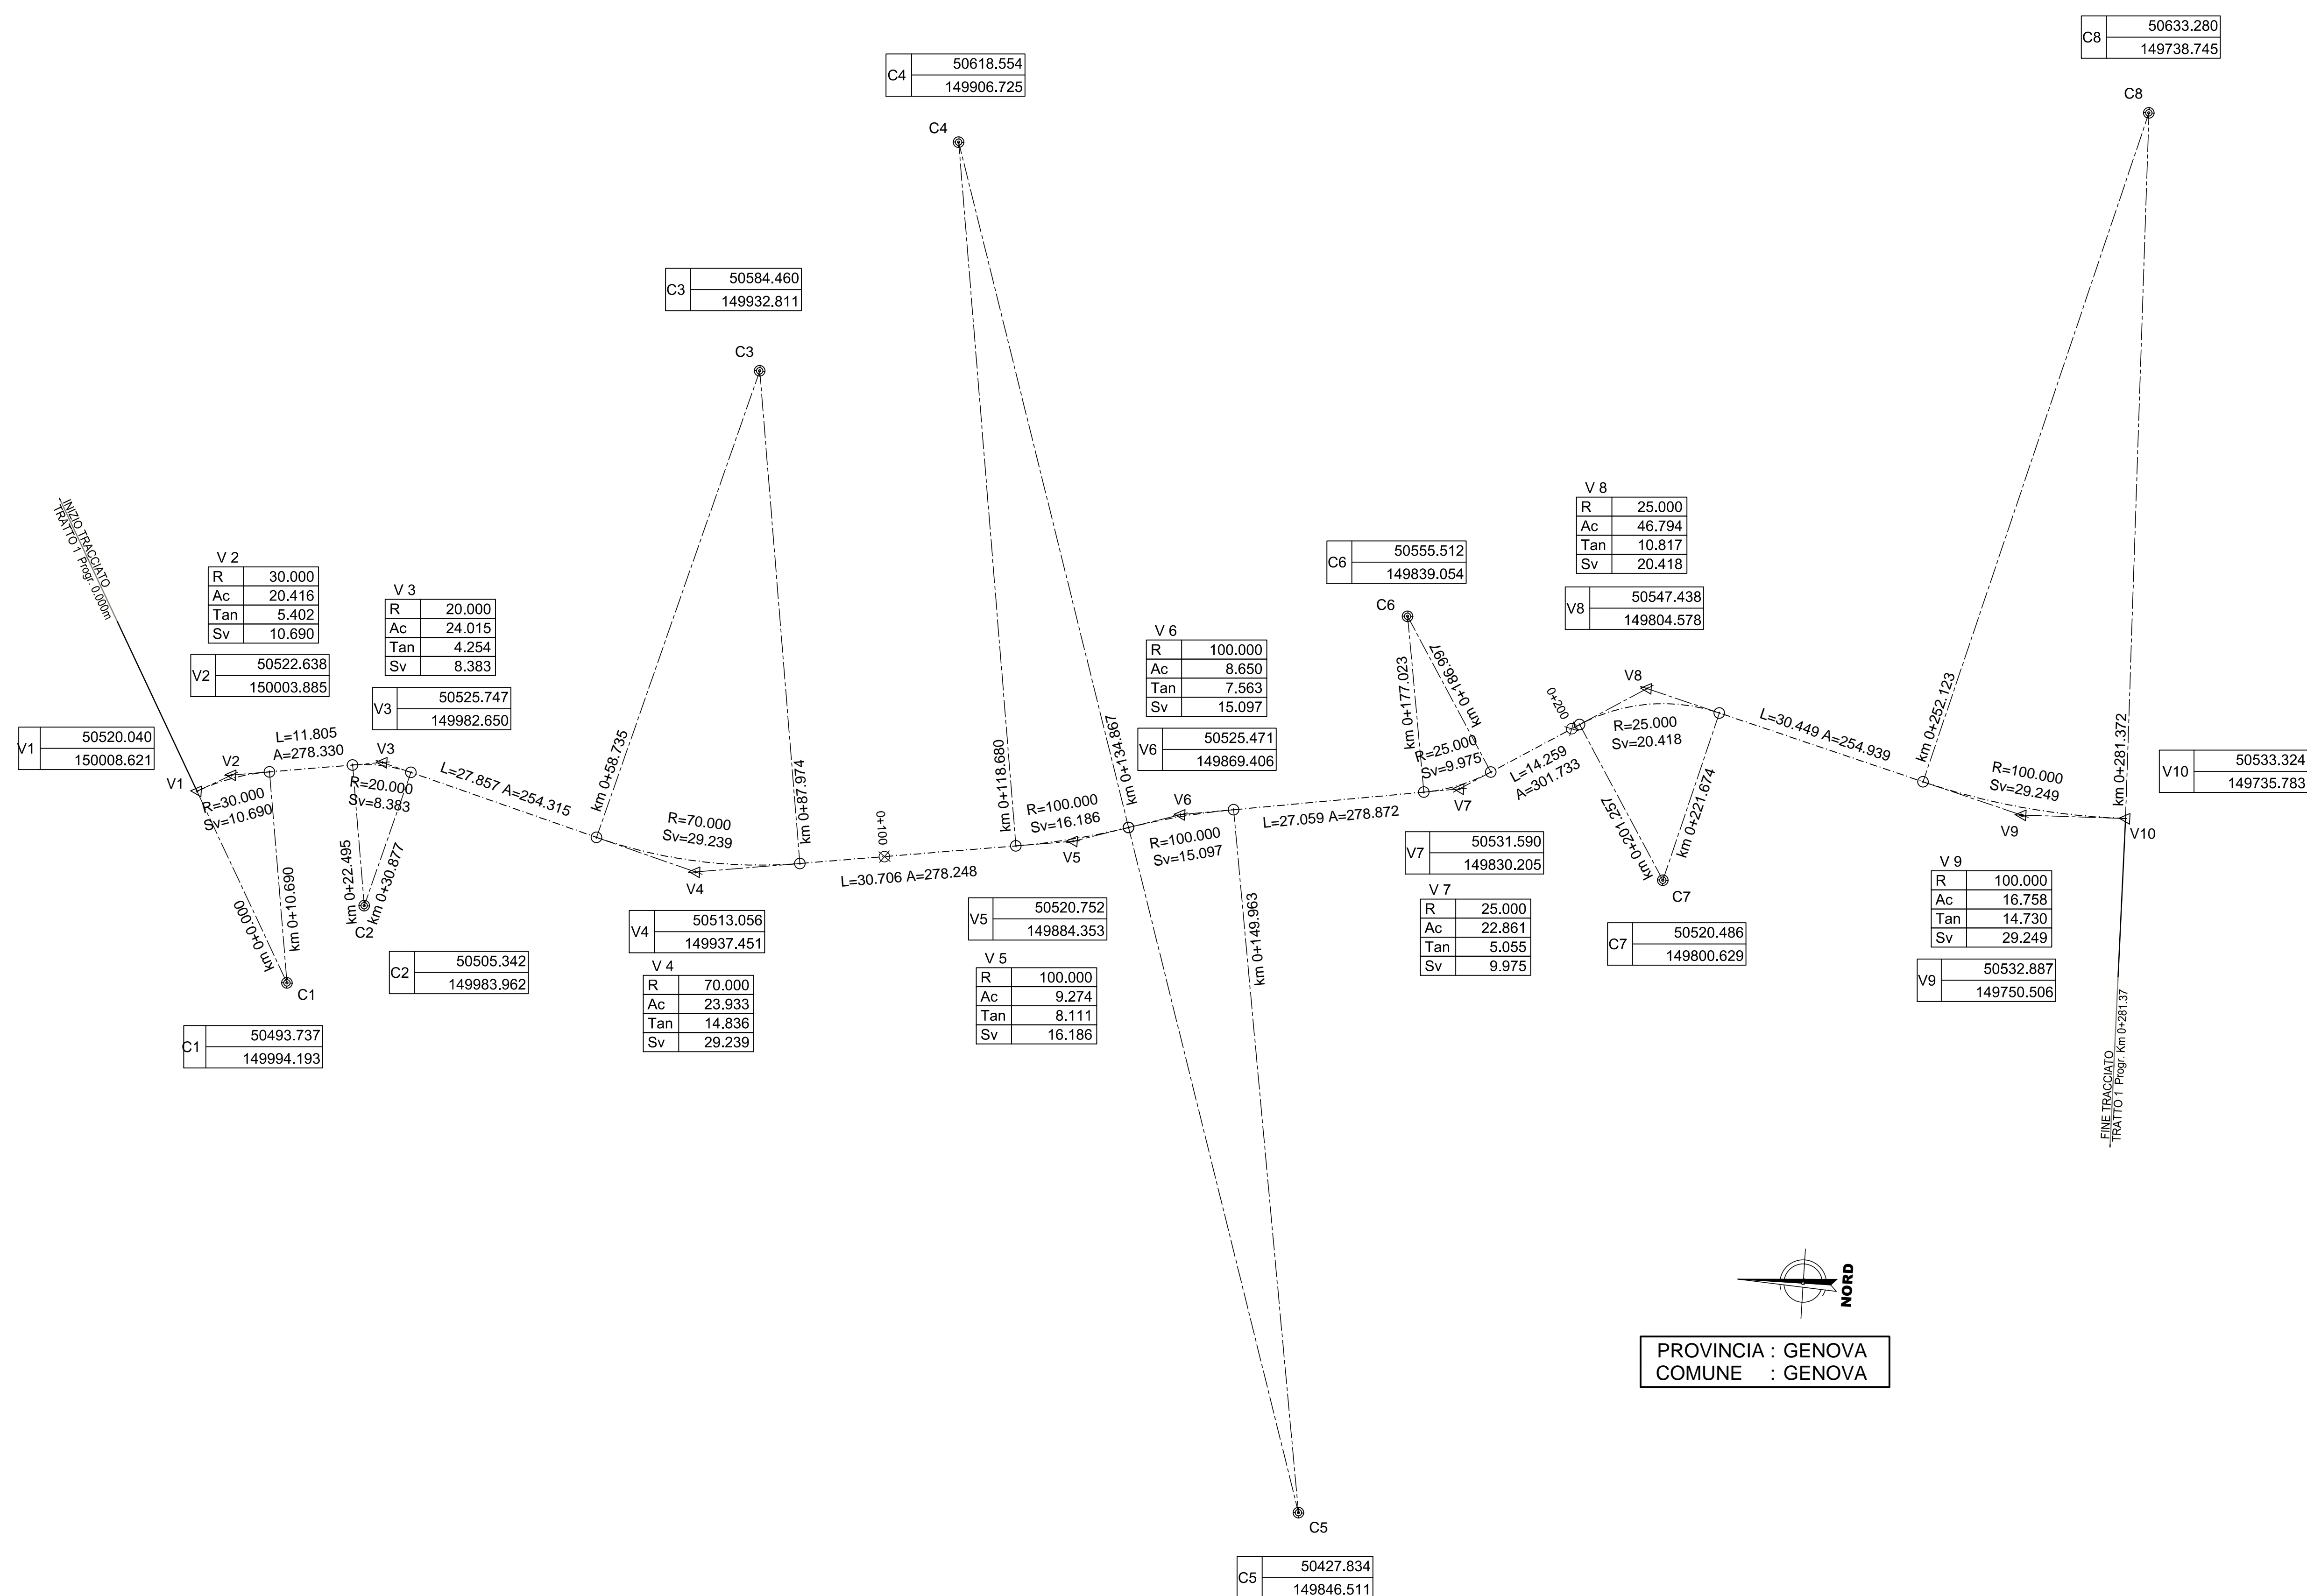 C8
50633.280
149738.745
C8
C4
50618.554
149906.725
C4
C3
50584.460
149932.811
C3
INIZIO TRACCIATO
TRATTO 1 Progr. 0.000m
V 2
R 30.000
Ac 20.416
Tan 5.402
Sv 10.690
V2
50522.638
150003.885
V 3
R 20.000
Ac 24.015
Tan 4.254
Sv 8.383
V3
50525.747
149982.650
V1
50520.040
150008.621
V1
V2
L=11.805
A=278.330
V3
R=30.000
Sv=10.690
R=20.000
Sv=8.383
L=27.857 A=254.315
km 0+0.000
km 0+10.690
km 0+22.495
km 0+30.877
C1
C2
C2
50505.342
149983.962
C1
50493.737
149994.193
km 0+58.735
km 0+87.974
R=70.000
Sv=29.239
V4
0+100
L=30.706 A=278.248
V4
50513.056
149937.451
V 4
R 70.000
Ac 23.933
Tan 14.836
Sv 29.239
km 0+118.680
km 0+134.867
R=100.000
Sv=16.186
V5
V5
50520.752
149884.353
V 5
R 100.000
Ac 9.274
Tan 8.111
Sv 16.186
V 6
R 100.000
Ac 8.650
Tan 7.563
Sv 15.097
V6
50525.471
149869.406
V6
R=100.000
Sv=15.097
km 0+149.963
L=27.059 A=278.872
C5
C5
50427.834
149846.511
C6
50555.512
149839.054
C6
km 0+177.023
km 0+186.997
R=25.000
Sv=9.975
V7
L=14.259
A=301.733
V7
50531.590
149830.205
V 7
R 25.000
Ac 22.861
Tan 5.055
Sv 9.975
V 8
R 25.000
Ac 46.794
Tan 10.817
Sv 20.418
V8
50547.438
149804.578
V8
0+200
R=25.000
Sv=20.418
km 0+201.257
km 0+221.674
C7
C7
50520.486
149800.629
L=30.449 A=254.939
km 0+252.123
km 0+281.372
R=100.000
Sv=29.249
V9
V10
V10
50533.324
149735.783
V 9
R 100.000
Ac 16.758
Tan 14.730
Sv 29.249
V9
50532.887
149750.506
FINE TRACCIATO
TRATTO 1 Progr. Km 0+281.37
NORD
PROVINCIA : GENOVA
COMUNE : GENOVA